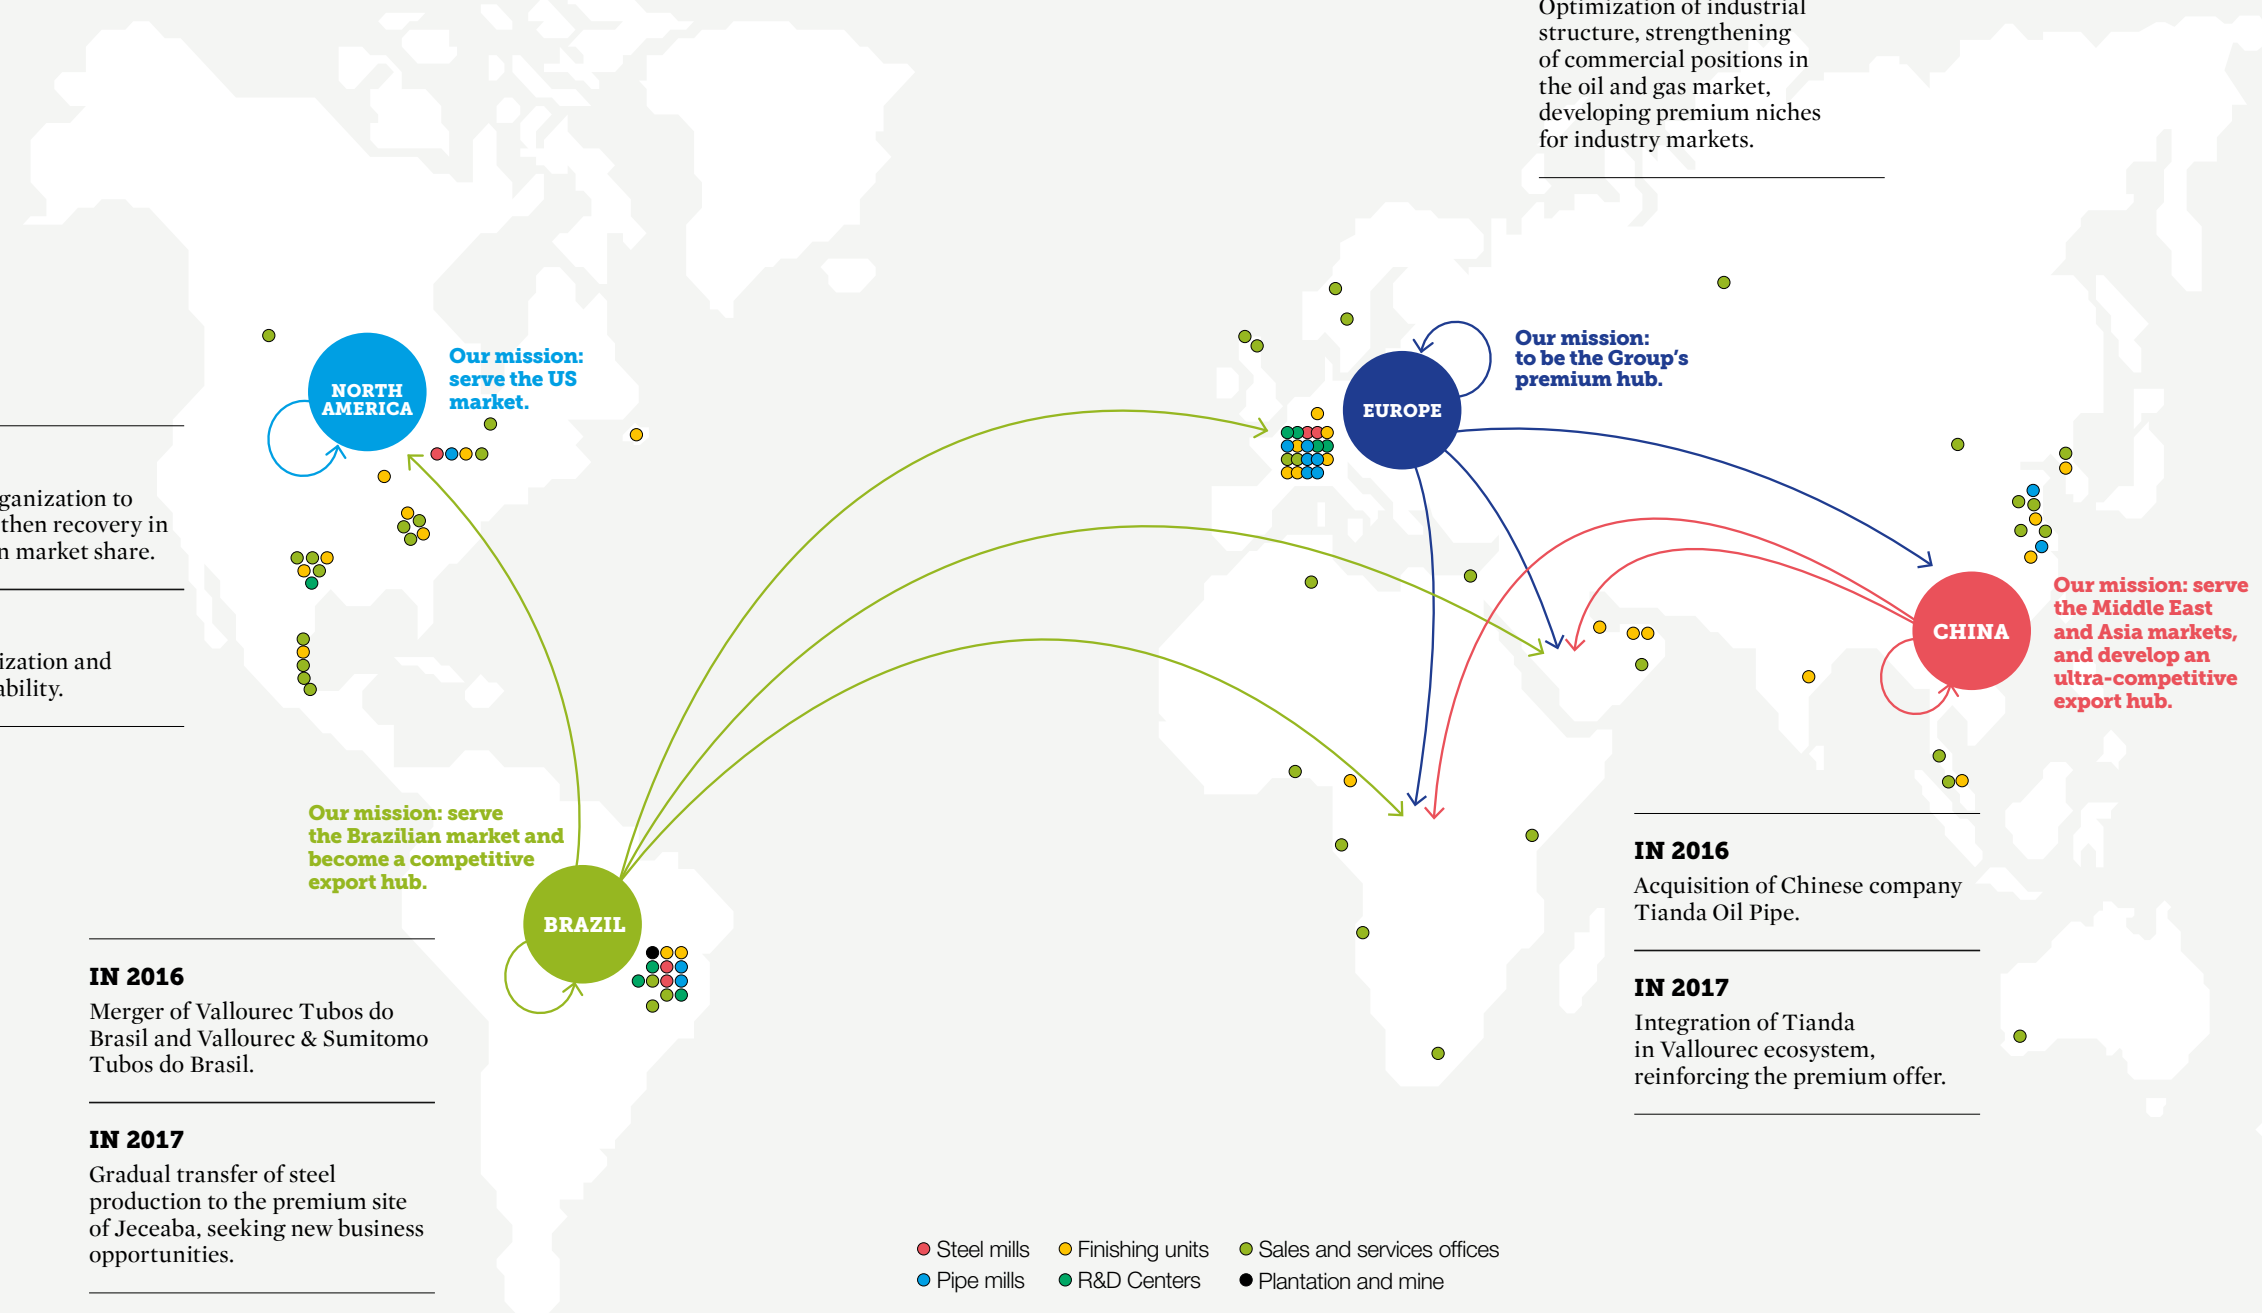 Optimization of industrial
structure, strengthening
of commercial positions in
the oil and gas market,
developing premium niches
for industry markets.
NORTH
AMERICA
Our mission:
serve the US
market.
EUROPE
Our mission:
to be the Group's
premium hub.
ganization to
then recovery in
n market share.
ization and
ability.
CHINA
Our mission: serve
the Middle East
and Asia markets,
and develop an
ultra-competitive
export hub.
Our mission: serve
the Brazilian market and
become a competitive
export hub.
BRAZIL
IN 2016
Merger of Vallourec Tubos do
Brasil and Vallourec & Sumitomo
Tubos do Brasil.
IN 2017
Gradual transfer of steel
production to the premium site
of Jeceaba, seeking new business
opportunities.
IN 2016
Acquisition of Chinese company
Tianda Oil Pipe.
IN 2017
Integration of Tianda
in Vallourec ecosystem,
reinforcing the premium offer.
Steel mills Finishing units Sales and services offices
Pipe mills R&D Centers Plantation and mine